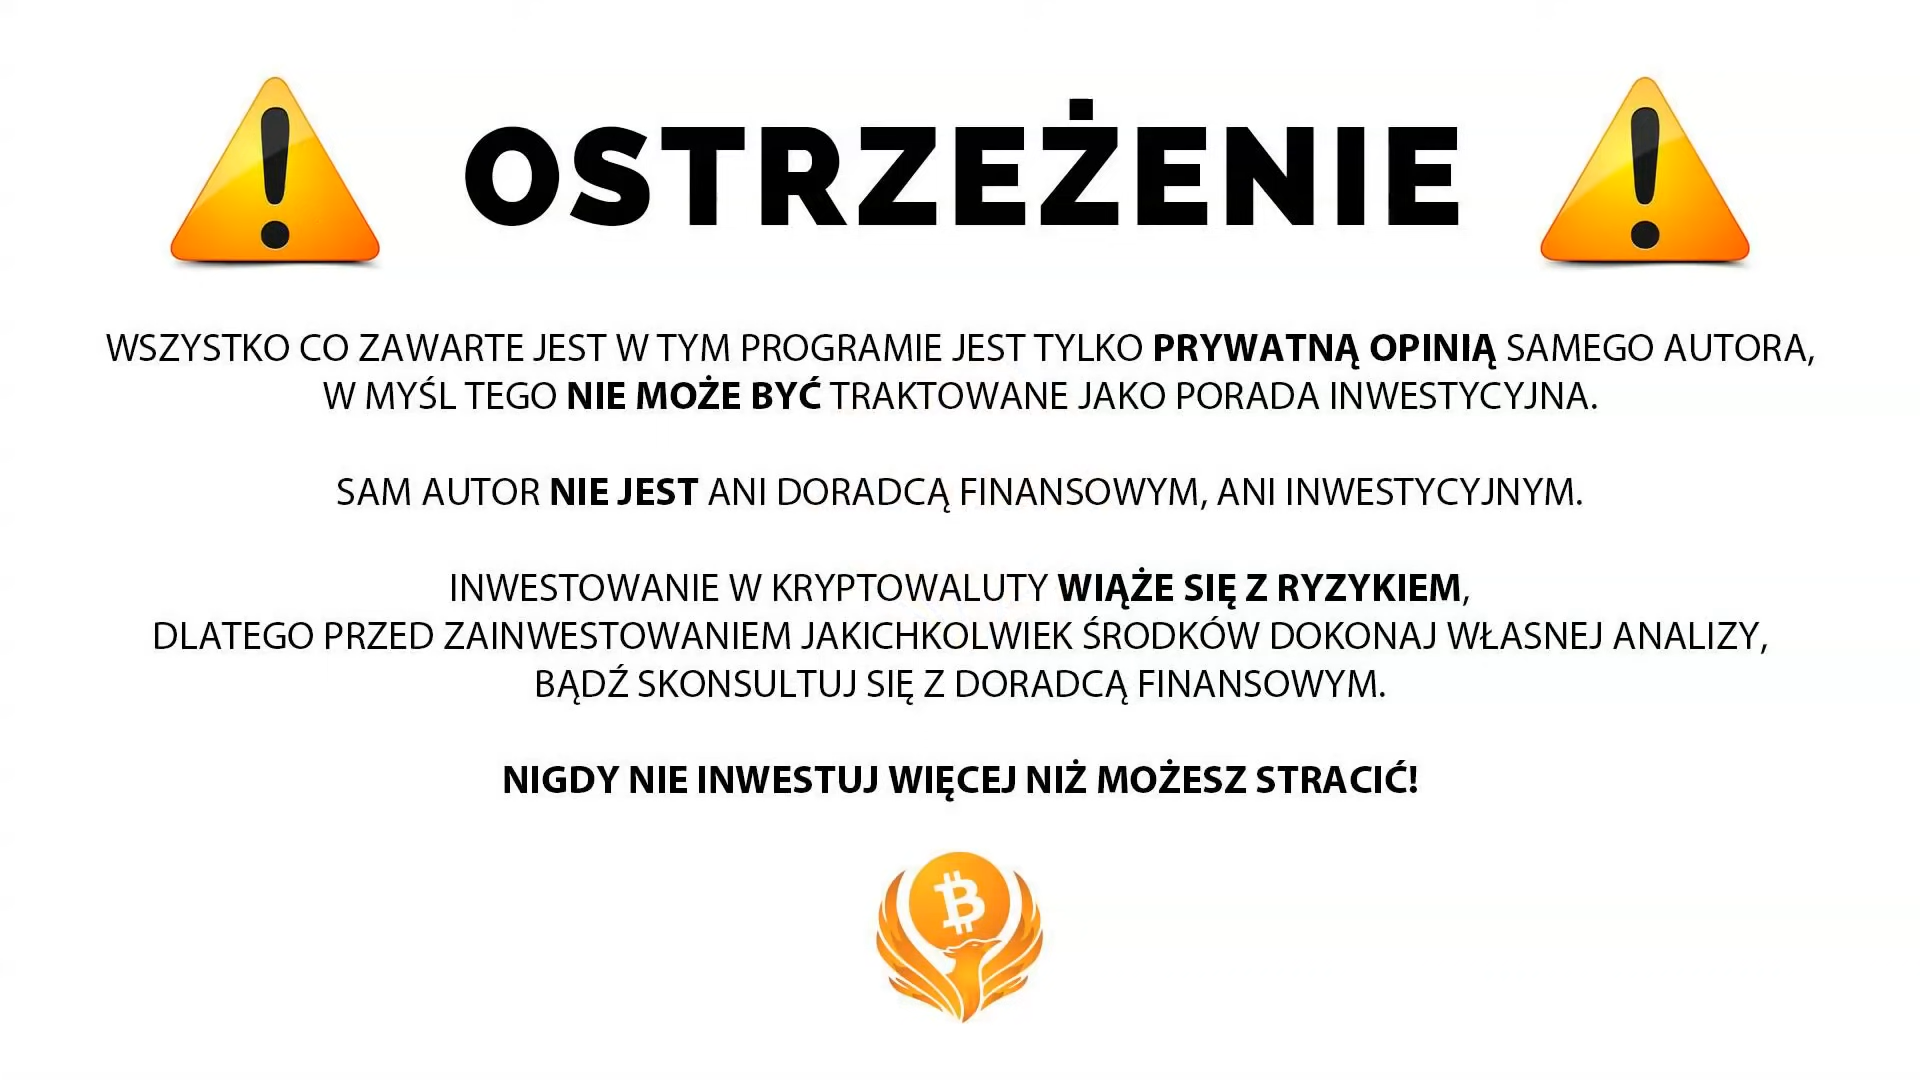 OSTRZEŻENIE
WSZYSTKO CO ZAWARTE JEST W TYM PROGRAMIE JEST TYLKO PRYWATNĄ OPINIĄ SAMEGO AUTORA,
W MYŚL TEGO NIE MOŻE BYĆ TRAKTOWANE JAKO PORADA INWESTYCYJNA.
SAM AUTOR NIE JEST ANI DORADCĄ FINANSOWYM, ANI INWESTYCYJNYM.
INWESTOWANIE W KRYPTOWALUTY WIĄŻE SIĘ Z RYZYKIEM,
DLATEGO PRZED ZAINWESTOWANIEM JAKICHKOLWIEK ŚRODKÓW DOKONAJ WŁASNEJ ANALIZY,
BĄDŹ SKONSULTUJ SIĘ Z DORADCĄ FINANSOWYM.
NIGDY NIE INWESTUJ WIĘCEJ NIŻ MOŻESZ STRACIĆ!